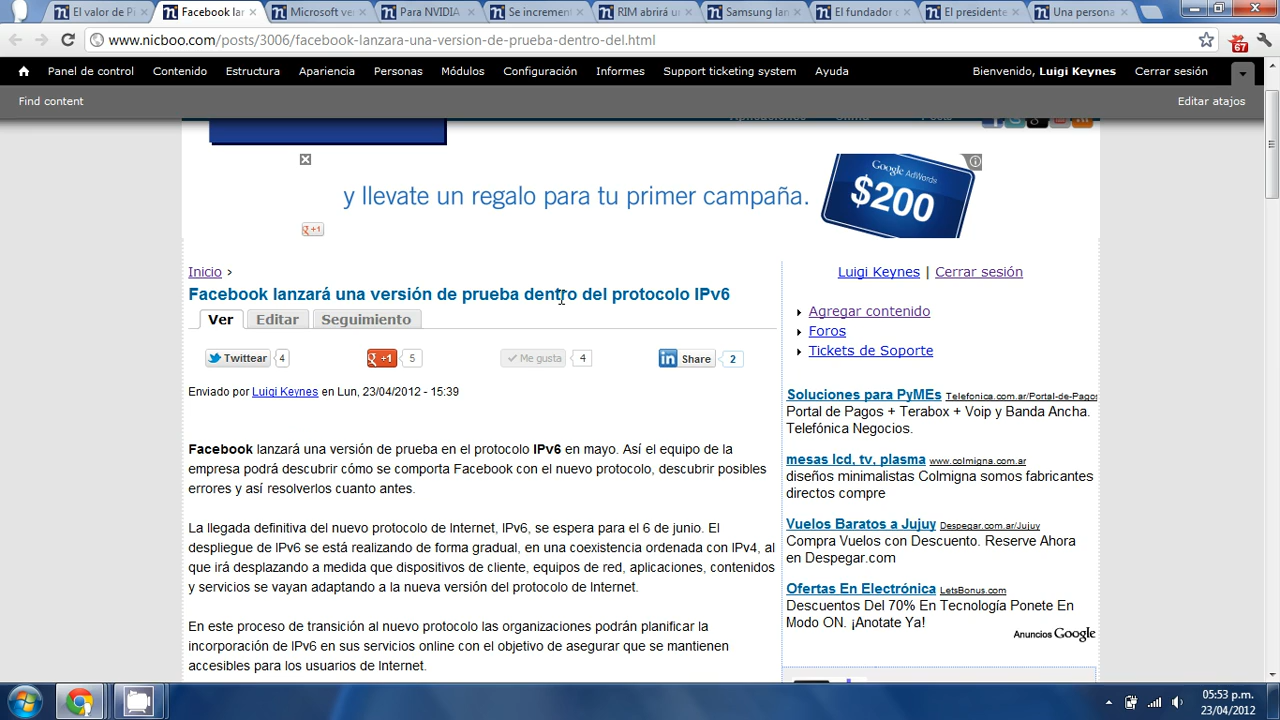 El valor de P
Facebook lan
Microsoft ver
Para NVIDIA
Se increment
RIM abrirá u
Samsung lan
El fundador
El presidente
Una persona
www.nicboo.com/posts/3006/facebook-lanzara-una-version-de-prueba-dentro-del.html
67
Panel de control Contenido Estructura Apariencia Personas Módulos Configuración Informes Support ticketing system Ayuda Bienvenido, Luigi Keynes Cerrar sesión
Find content Editar atajos
y llevate un regalo para tu primer campaña.
Google AdWords
$200
+1
Inicio >
Facebook lanzará una versión de prueba dentro del protocolo IPv6
Ver Editar Seguimiento
Twittear 4 g +1 5 Me gusta 4 in Share 2
Enviado por Luigi Keynes en Lun, 23/04/2012 - 15:39
Facebook lanzará una versión de prueba en el protocolo IPv6 en mayo. Así el equipo de la
empresa podrá descubrir cómo se comporta Facebook con el nuevo protocolo, descubrir posibles
errores y así resolverlos cuanto antes.
La llegada definitiva del nuevo protocolo de Internet, IPv6, se espera para el 6 de junio. El
despliegue de IPv6 se está realizando de forma gradual, en una coexistencia ordenada con IPv4, al
que irá desplazando a medida que dispositivos de cliente, equipos de red, aplicaciones, contenidos
y servicios se vayan adaptando a la nueva versión del protocolo de Internet.
En este proceso de transición al nuevo protocolo las organizaciones podrán planificar la
incorporación de IPv6 en sus servicios online con el objetivo de asegurar que se mantienen
accesibles para los usuarios de Internet.
Luigi Keynes | Cerrar sesión
Agregar contenido
Foros
Tickets de Soporte
Soluciones para PyMEs Telefonica.com.ar/Portal-de-Pagos
Portal de Pagos + Terabox + Voip y Banda Ancha.
Telefónica Negocios.
mesas lcd, tv, plasma www.colmigna.com.ar
diseños minimalistas Colmigna somos fabricantes
directos compre
Vuelos Baratos a Jujuy Despegar.com.ar/Jujuy
Compra Vuelos con Descuento. Reserve Ahora
en Despegar.com
Ofertas En Electrónica LetsBonus.com
Descuentos Del 70% En Tecnología Ponete En
Modo ON. ¡Anotate Ya!
Anuncios Google
05:53 p.m.
23/04/2012